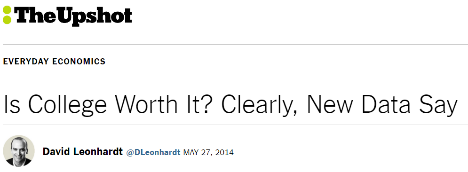 TheUpshot
EVERYDAY ECONOMICS
Is College Worth It? Clearly, New Data Say
David Leonhardt @DLeonhardt MAY 27, 2014